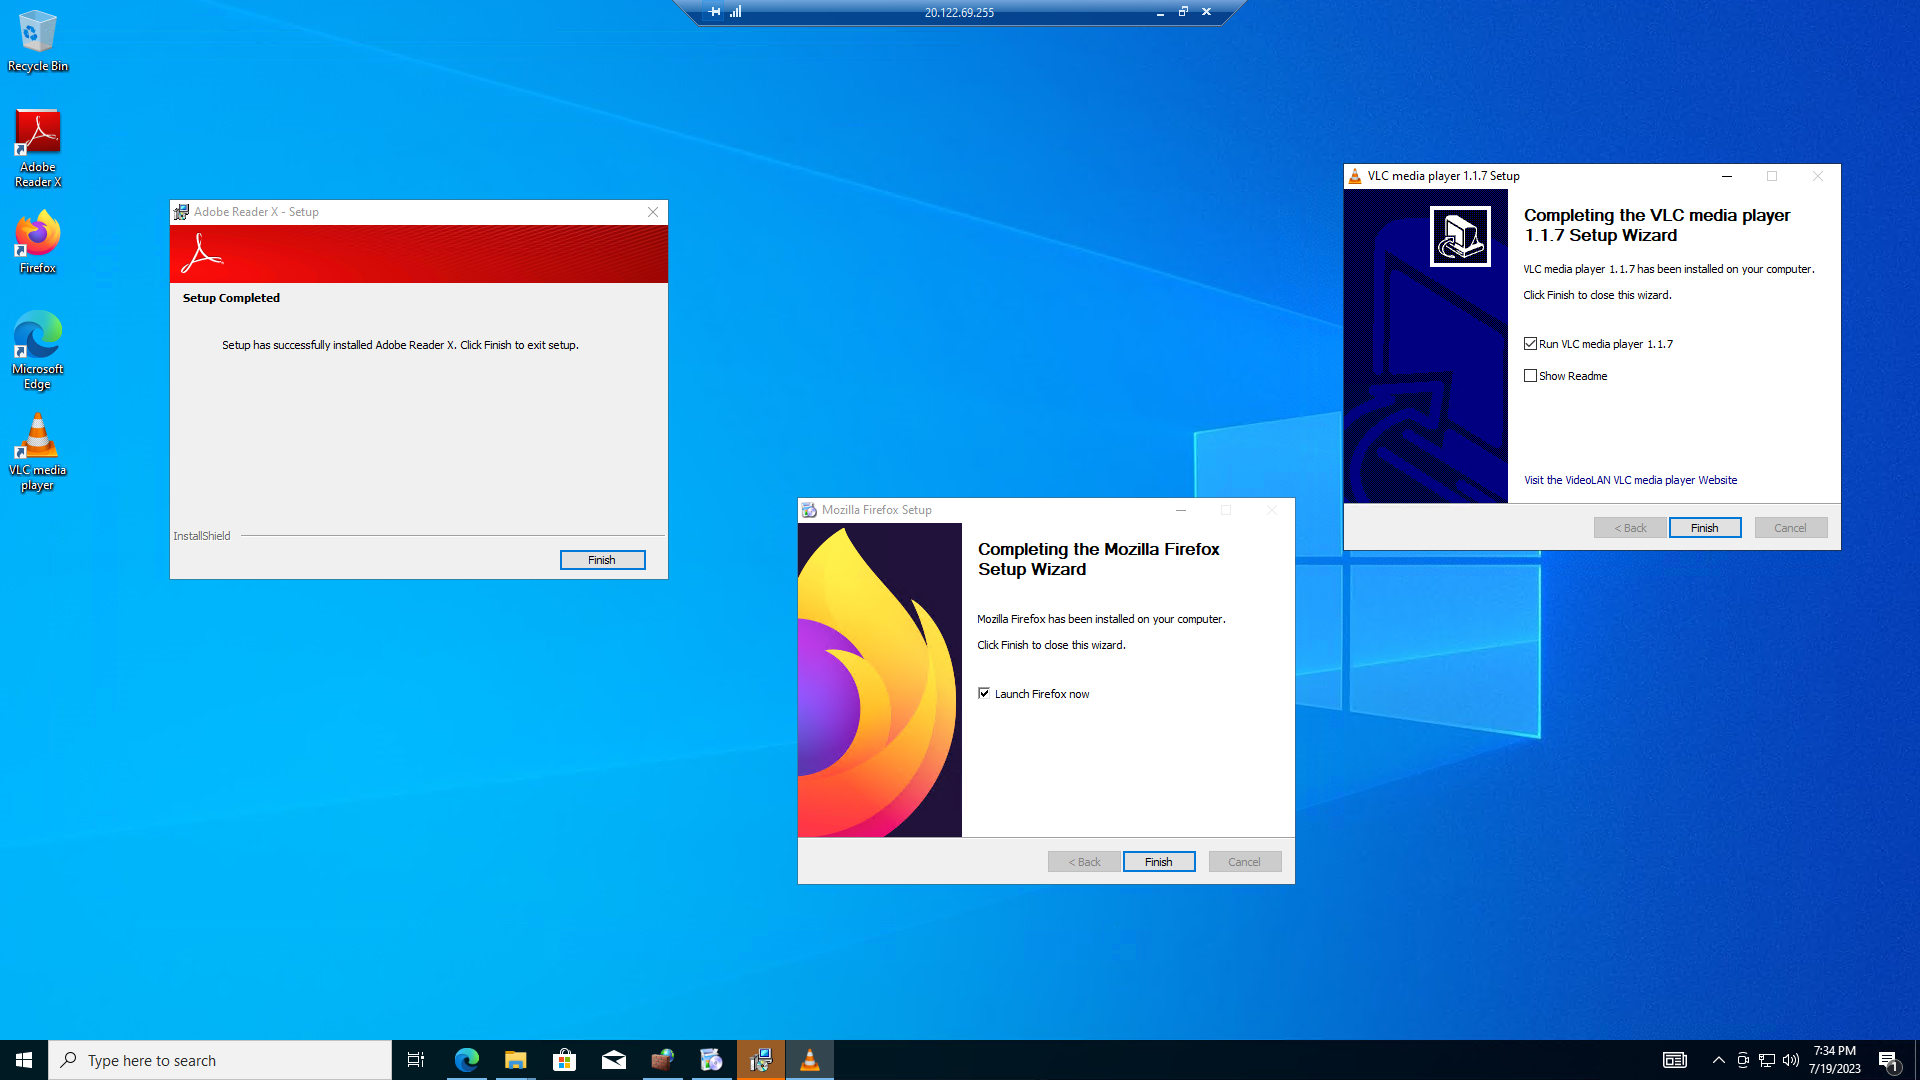 20.122.69.255
Recycle Bin
Adobe
Reader X
Firefox
Microsoft
Edge
VLC media
player
Adobe Reader X - Setup
Setup Completed
Setup has successfully installed Adobe Reader X. Click Finish to exit setup.
InstallShield
Finish
Mozilla Firefox Setup
Completing the Mozilla Firefox
Setup Wizard
Mozilla Firefox has been installed on your computer.
Click Finish to close this wizard.
Launch Firefox now
< Back
Finish
Cancel
VLC media player 1.1.7 Setup
Completing the VLC media player
1.1.7 Setup Wizard
VLC media player 1.1.7 has been installed on your computer.
Click Finish to close this wizard.
Run VLC media player 1.1.7
Show Readme
Visit the VideoLAN VLC media player Website
< Back
Finish
Cancel
Type here to search
7:34 PM
7/19/2023
1